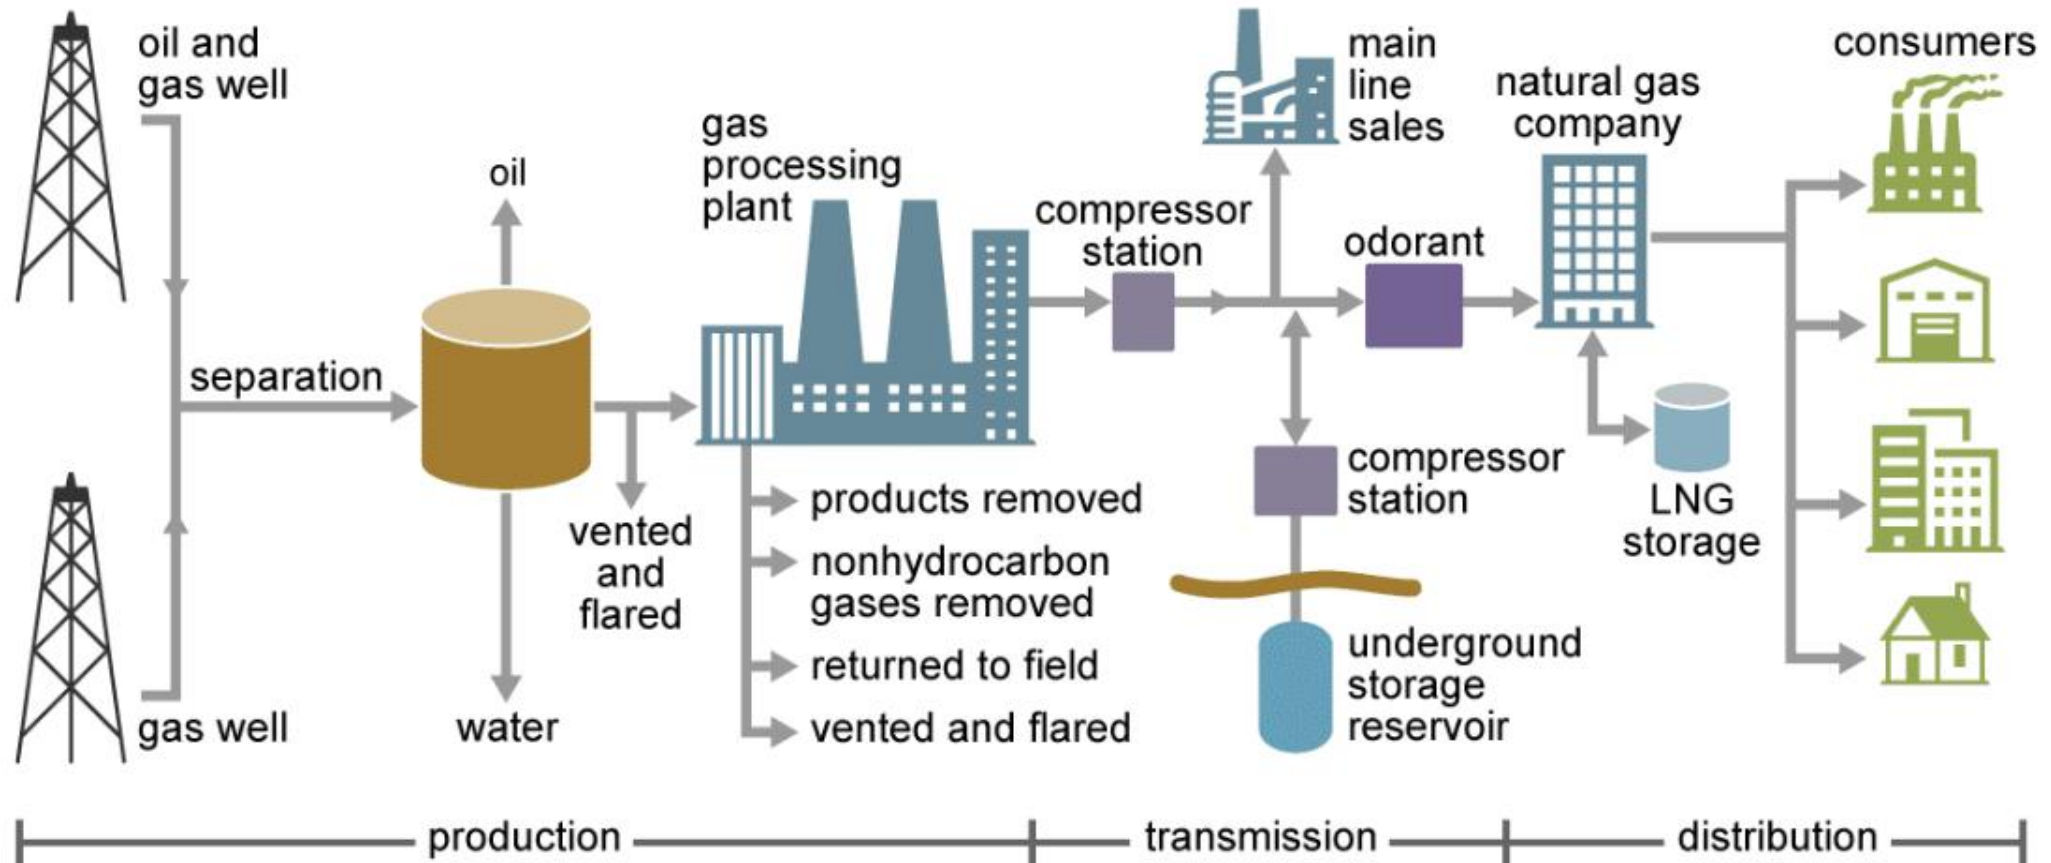 oil and
gas well
separation
gas well
oil
water
vented
and
flared
gas
processing
plant
products removed
nonhydrocarbon
gases removed
returned to field
vented and flared
compressor
station
main
line
sales
odorant
compressor
station
underground
storage
reservoir
natural gas
company
LNG
storage
consumers
production
transmission
distribution